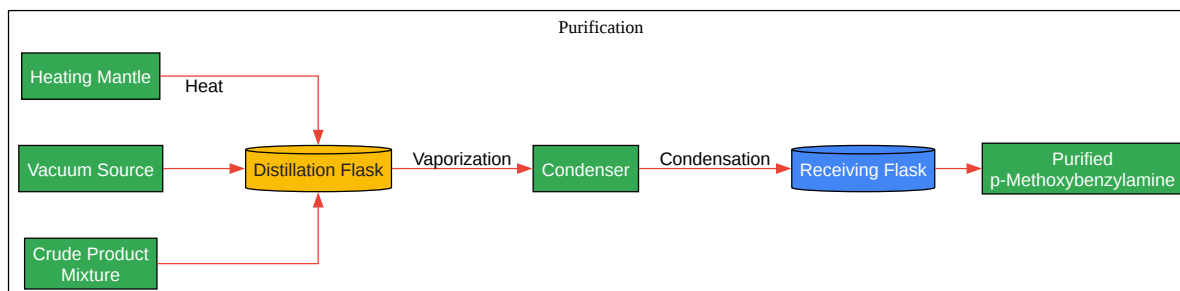 Purification
Heating Mantle
Heat
Vacuum Source
Distillation Flask
Vaporization
Condenser
Condensation
Receiving Flask
Purified
p-Methoxybenzylamine
Crude Product
Mixture